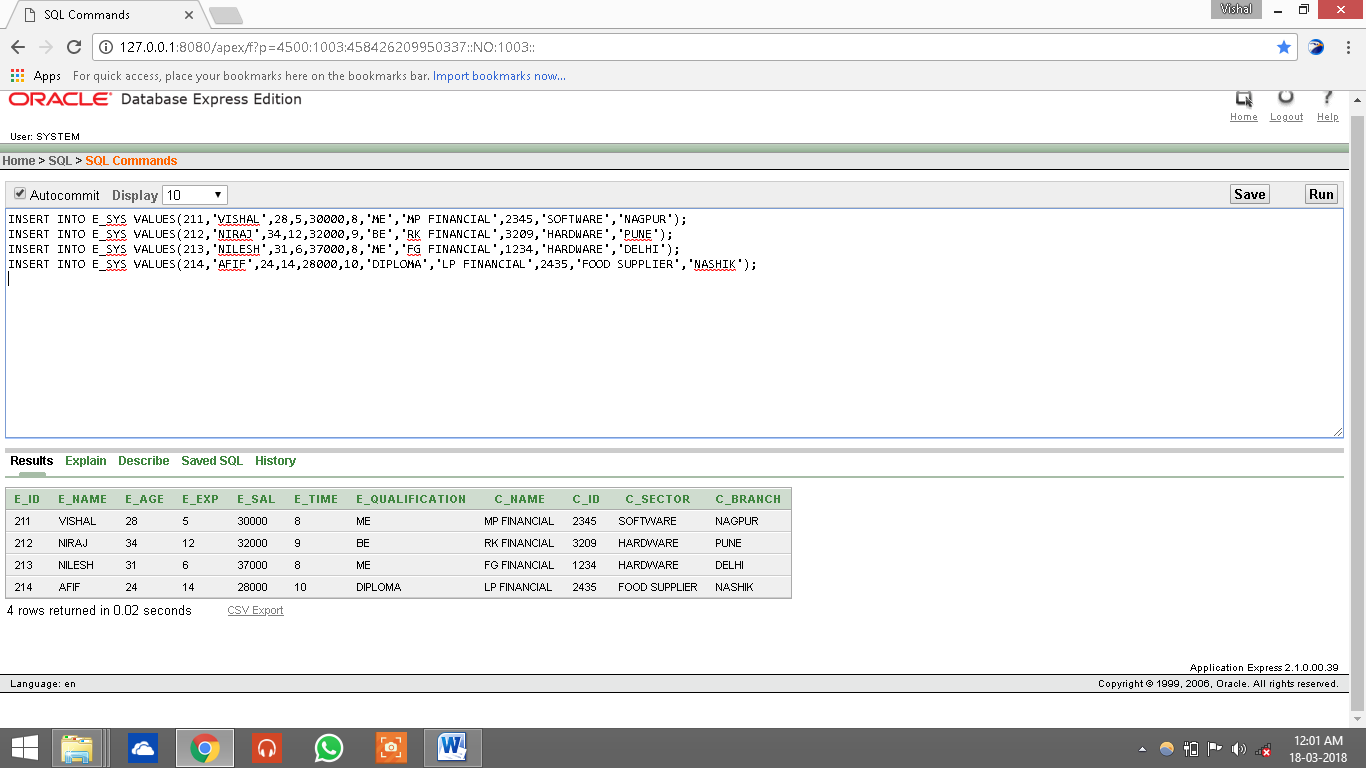 SQL Commands
Vishal
127.0.0.1:8080/apex/f?p=4500:1003:458426209950337::NO:1003::
Apps For quick access, place your bookmarks here on the bookmarks bar. Import bookmarks now...
ORACLE Database Express Edition
Home Logout Help
User: SYSTEM
Home > SQL > SQL Commands
Autocommit Display 10 Save Run
INSERT INTO E_SYS VALUES(211,'VISHAL',28,5,30000,8,'ME','MP FINANCIAL',2345,'SOFTWARE','NAGPUR');
INSERT INTO E_SYS VALUES(212,'NIRAJ',34,12,32000,9,'BE','RK FINANCIAL',3209,'HARDWARE','PUNE');
INSERT INTO E_SYS VALUES(213,'NILESH',31,6,37000,8,'ME','FG FINANCIAL',1234,'HARDWARE','DELHI');
INSERT INTO E_SYS VALUES(214,'AFIF',24,14,28000,10,'DIPLOMA','LP FINANCIAL',2435,'FOOD SUPPLIER','NASHIK');
Results Explain Describe Saved SQL History
E_ID E_NAME E_AGE E_EXP E_SAL E_TIME E_QUALIFICATION C_NAME C_ID C_SECTOR C_BRANCH
211 VISHAL 28 5 30000 8 ME MP FINANCIAL 2345 SOFTWARE NAGPUR
212 NIRAJ 34 12 32000 9 BE RK FINANCIAL 3209 HARDWARE PUNE
213 NILESH 31 6 37000 8 ME FG FINANCIAL 1234 HARDWARE DELHI
214 AFIF 24 14 28000 10 DIPLOMA LP FINANCIAL 2435 FOOD SUPPLIER NASHIK
4 rows returned in 0.02 seconds CSV Export
Application Express 2.1.0.00.39
Language: en Copyright © 1999, 2006, Oracle. All rights reserved.
12:01 AM
18-03-2018